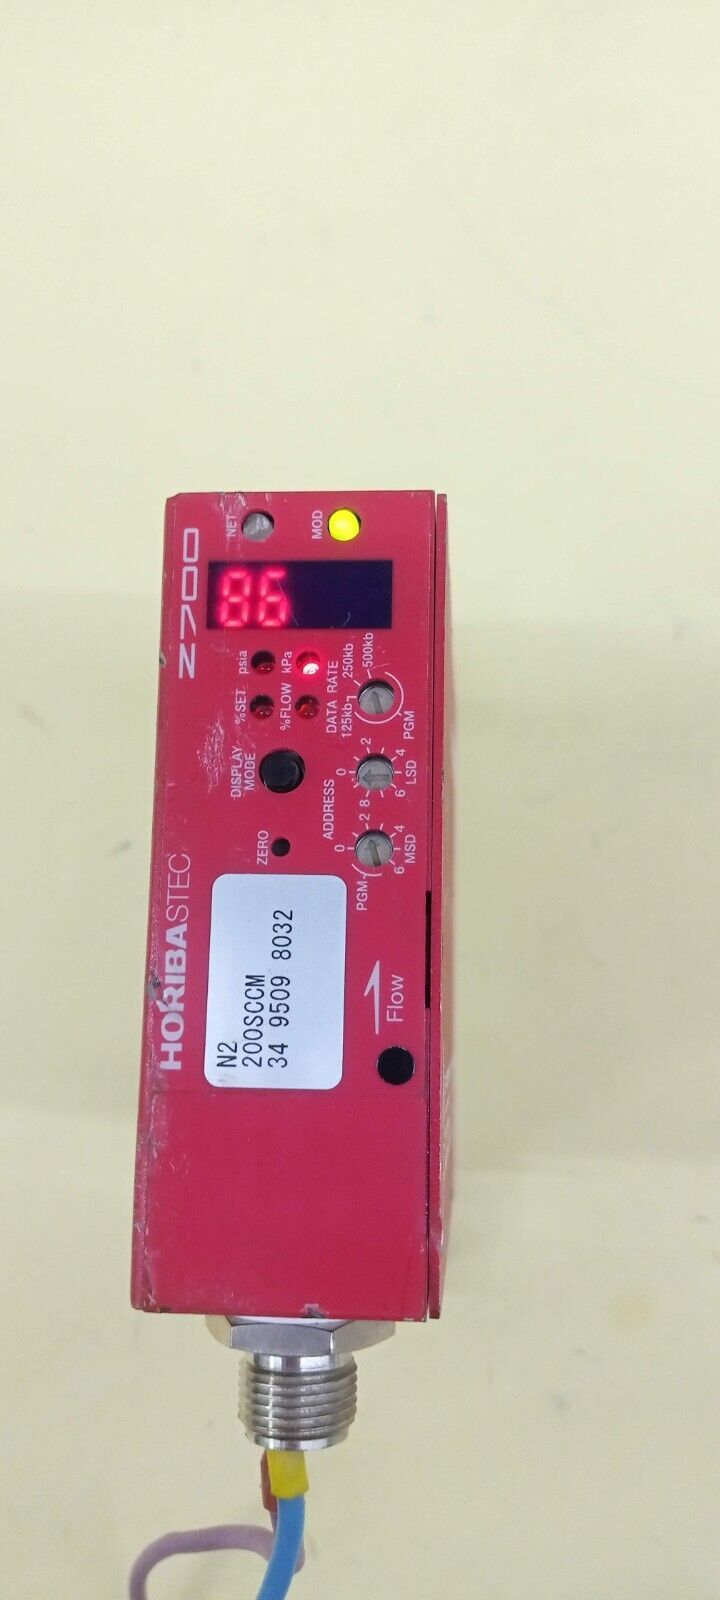 NET
MOD
86
Z700
psia
kPa
%SET
%FLOW
DATA RATE
125kb
250kb
500kb
PGM
DISPLAY
MODE
ADDRESS
0
2
4
6
8
LSD
ZERO
PGM
0
2
4
6
MSD
HORIBASTEC
N2
200SCCM
34 9509 8032
Flow